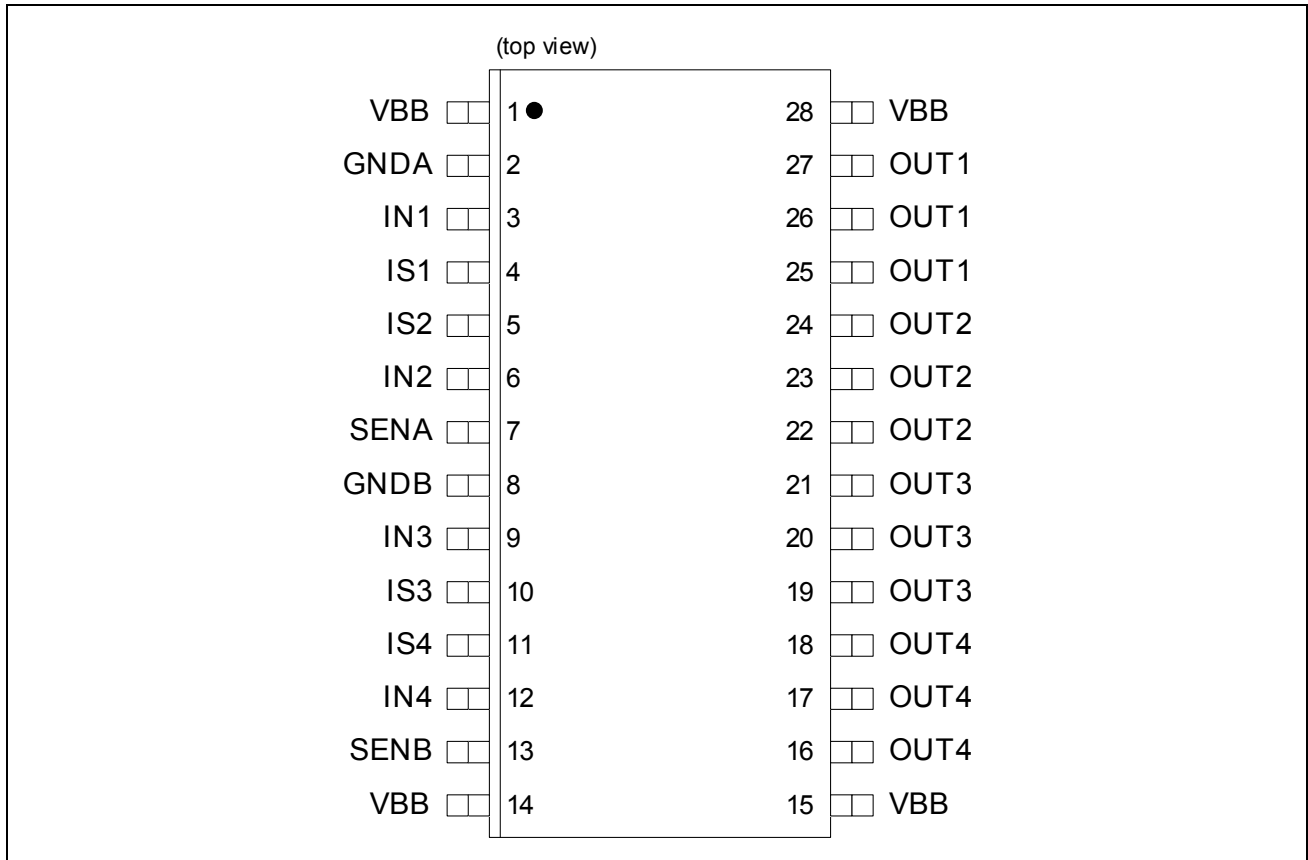 (top view)
VBB 1 28 VBB
GNDA 2 27 OUT1
IN1 3 26 OUT1
IS1 4 25 OUT1
IS2 5 24 OUT2
IN2 6 23 OUT2
SENA 7 22 OUT2
GNDB 8 21 OUT3
IN3 9 20 OUT3
IS3 10 19 OUT3
IS4 11 18 OUT4
IN4 12 17 OUT4
SENB 13 16 OUT4
VBB 14 15 VBB